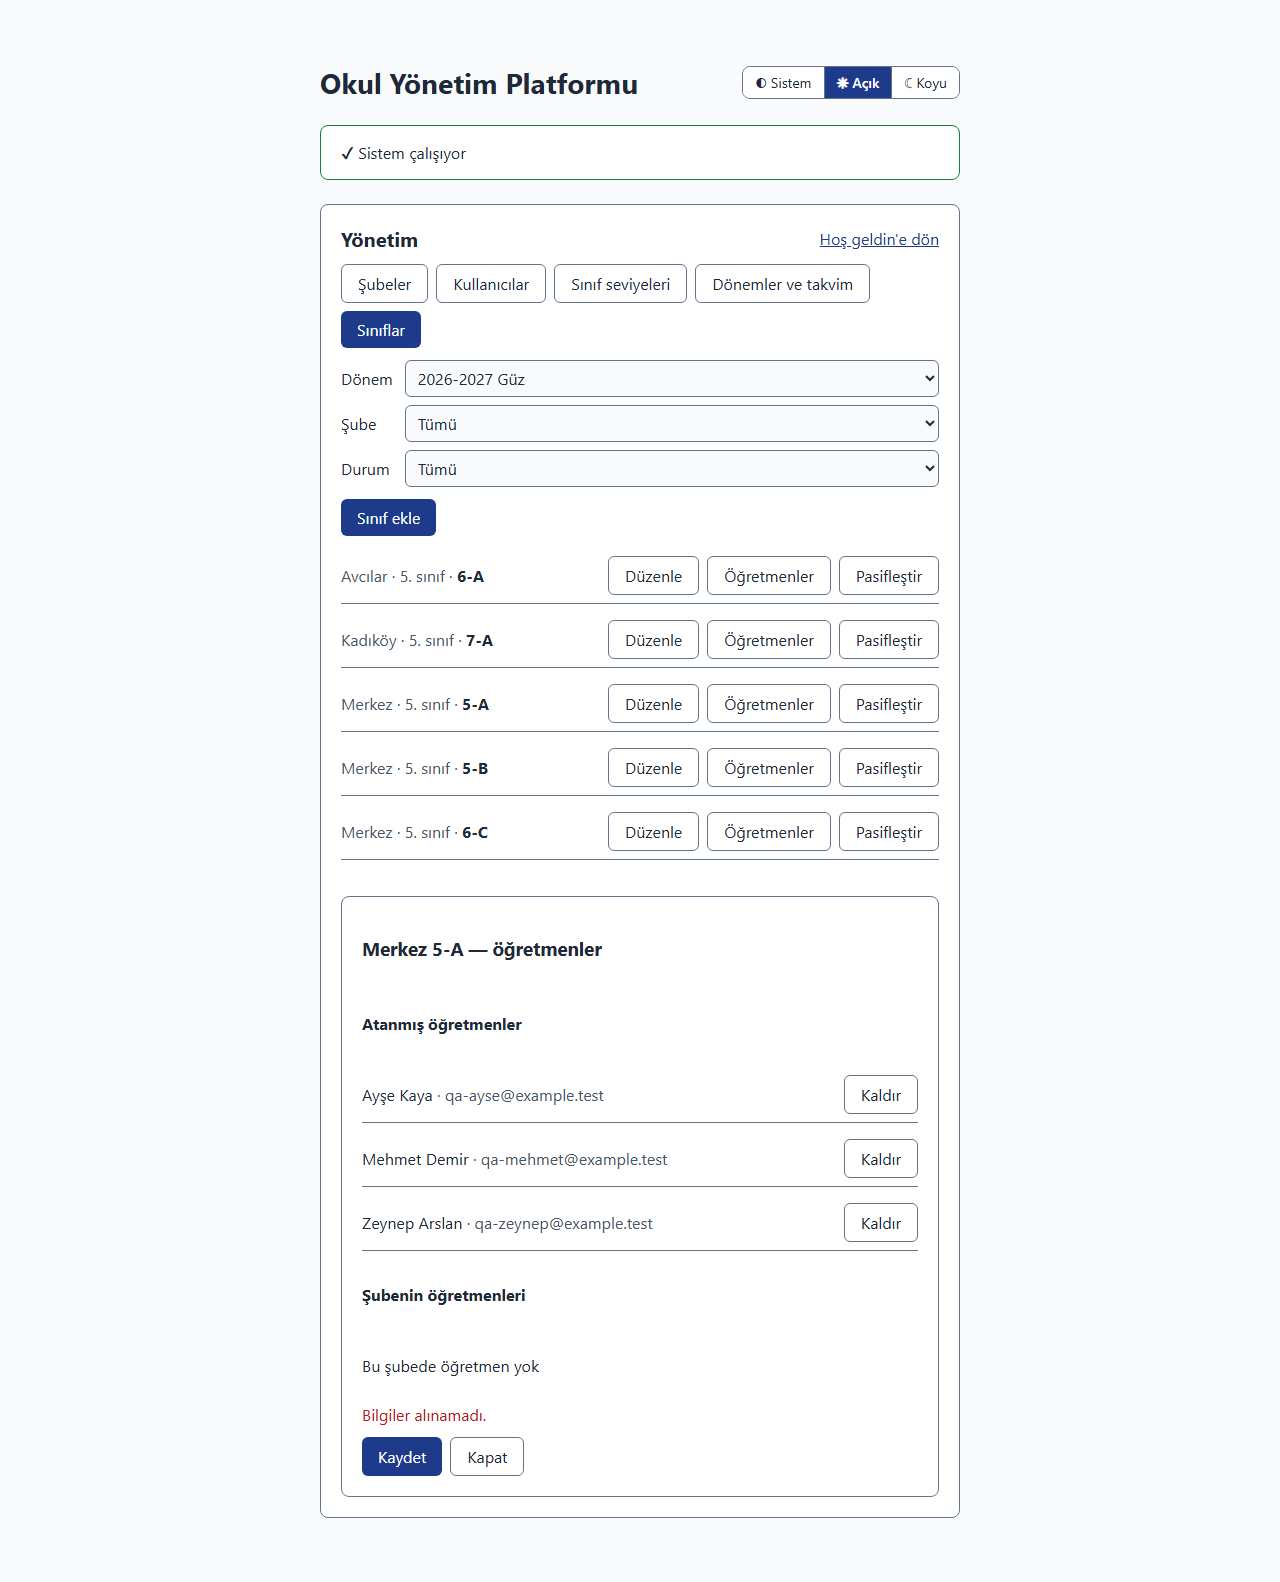 Okul Yönetim Platformu
◐ Sistem ❋ Açık ☾ Koyu
✓ Sistem çalışıyor
Yönetim Hoş geldin'e dön
Şubeler Kullanıcılar Sınıf seviyeleri Dönemler ve takvim
Sınıflar
Dönem 2026-2027 Güz
Şube Tümü
Durum Tümü
Sınıf ekle
Avcılar · 5. sınıf · 6-A Düzenle Öğretmenler Pasifleştir
Kadıköy · 5. sınıf · 7-A Düzenle Öğretmenler Pasifleştir
Merkez · 5. sınıf · 5-A Düzenle Öğretmenler Pasifleştir
Merkez · 5. sınıf · 5-B Düzenle Öğretmenler Pasifleştir
Merkez · 5. sınıf · 6-C Düzenle Öğretmenler Pasifleştir
Merkez 5-A — öğretmenler
Atanmış öğretmenler
Ayşe Kaya · qa-ayse@example.test Kaldır
Mehmet Demir · qa-mehmet@example.test Kaldır
Zeynep Arslan · qa-zeynep@example.test Kaldır
Şubenin öğretmenleri
Bu şubede öğretmen yok
Bilgiler alınamadı.
Kaydet Kapat